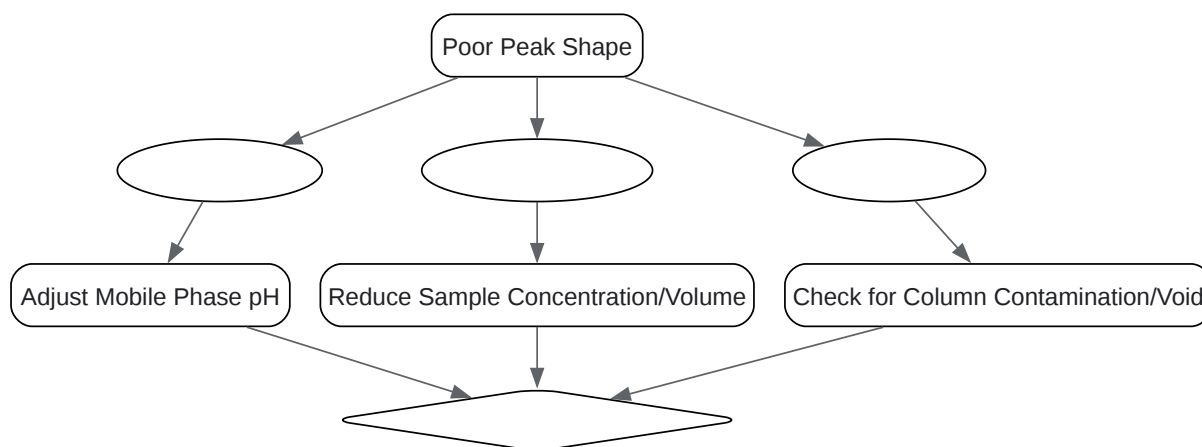 Poor Peak Shape
Adjust Mobile Phase pH
Reduce Sample Concentration/Volume
Check for Column Contamination/Void